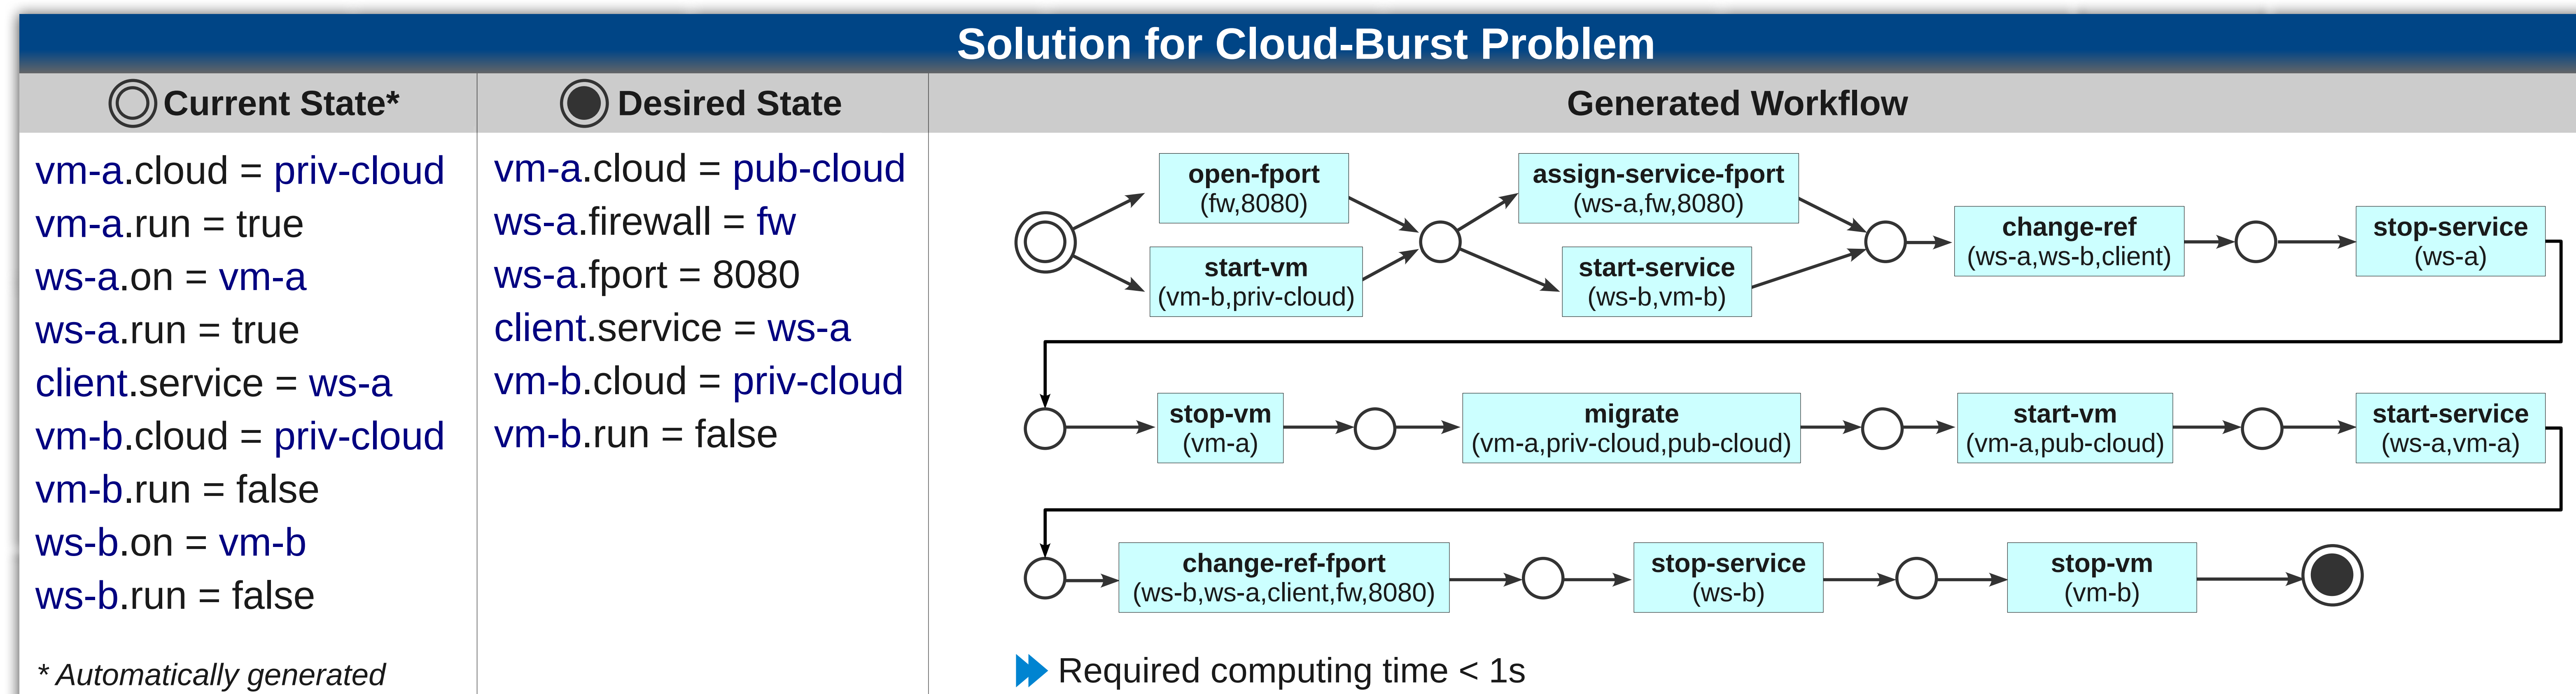 Solution for Cloud-Burst Problem
Current State*
Desired State
Generated Workflow
vm-a.cloud = priv-cloud
vm-a.run = true
ws-a.on = vm-a
ws-a.run = true
client.service = ws-a
vm-b.cloud = priv-cloud
vm-b.run = false
ws-b.on = vm-b
ws-b.run = false
* Automatically generated
vm-a.cloud = pub-cloud
ws-a.firewall = fw
ws-a.fport = 8080
client.service = ws-a
vm-b.cloud = priv-cloud
vm-b.run = false
open-fport
(fw,8080)
start-vm
(vm-b,priv-cloud)
assign-service-fport
(ws-a,fw,8080)
start-service
(ws-b,vm-b)
change-ref
(ws-a,ws-b,client)
stop-service
(ws-a)
stop-vm
(vm-a)
migrate
(vm-a,priv-cloud,pub-cloud)
start-vm
(vm-a,pub-cloud)
start-service
(ws-a,vm-a)
change-ref-fport
(ws-b,ws-a,client,fw,8080)
stop-service
(ws-b)
stop-vm
(vm-b)
Required computing time < 1s